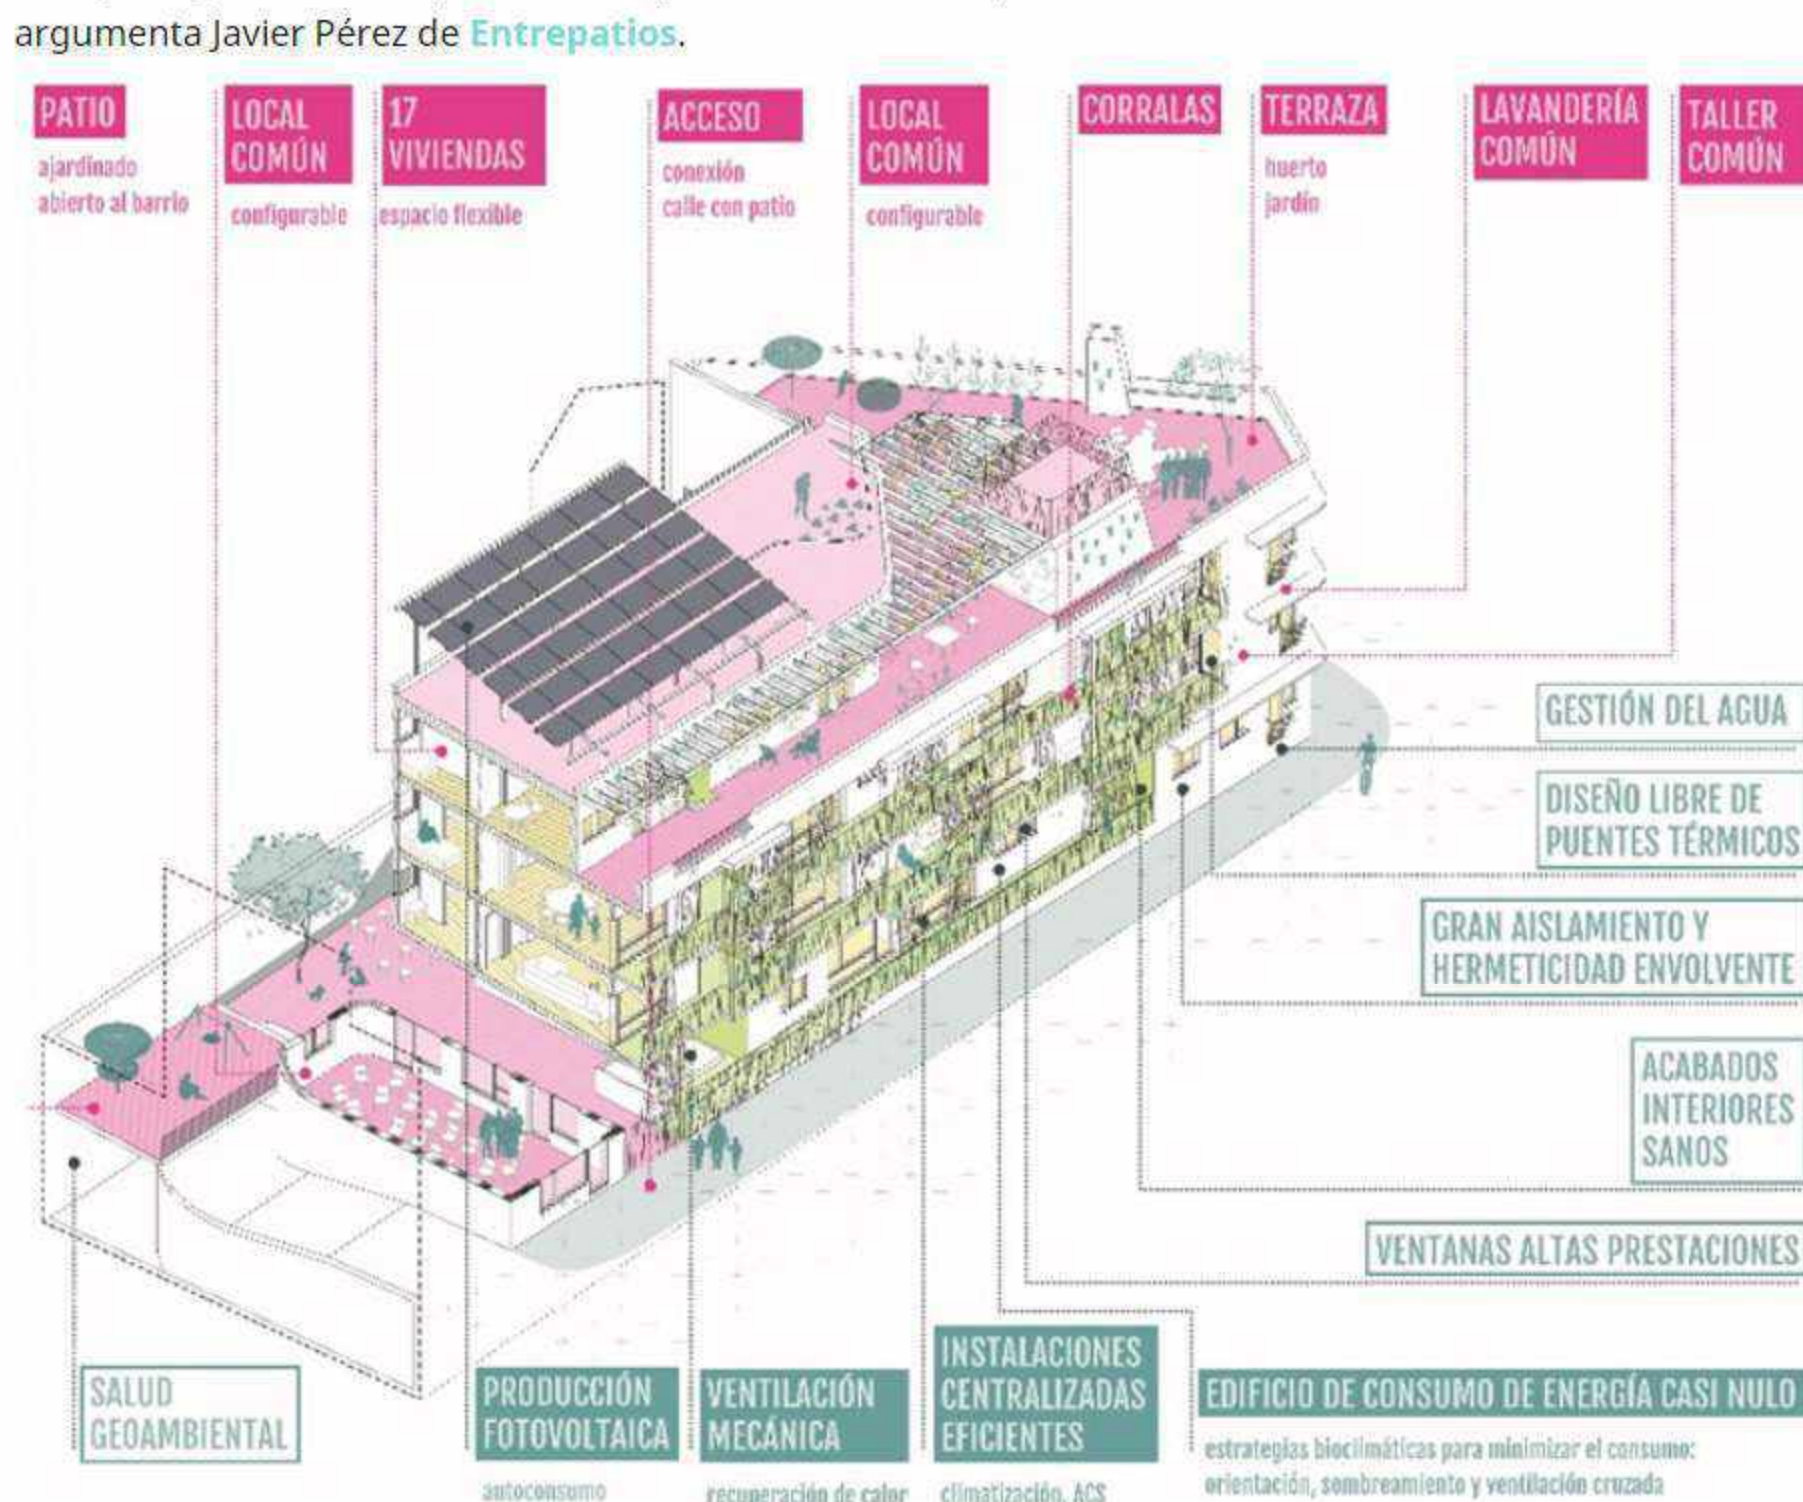 argumenta Javier Pérez de Entrepatios.
PATIO
ajardinado
abierto al barrio
LOCAL
COMÚN
configurable
17
VIVIENDAS
espacio flexible
ACCESO
conexión
calle con patio
LOCAL
COMÚN
configurable
CORRALAS
TERRAZA
huerto
jardín
LAVANDERÍA
COMÚN
TALLER
COMÚN
GESTIÓN DEL AGUA
DISEÑO LIBRE DE
PUENTES TÉRMICOS
GRAN AISLAMIENTO Y
HERMETICIDAD ENVOLVENTE
ACABADOS
INTERIORES
SANOS
VENTANAS ALTAS PRESTACIONES
SALUD
GEOAMBIENTAL
PRODUCCIÓN
FOTOVOLTAICA
autoconsumo
VENTILACIÓN
MECÁNICA
recuperación de calor
INSTALACIONES
CENTRALIZADAS
EFICIENTES
climatización, ACS
EDIFICIO DE CONSUMO DE ENERGÍA CASI NULO
estrategias bioclimáticas para minimizar el consumo:
orientación, sombreamiento y ventilación cruzada